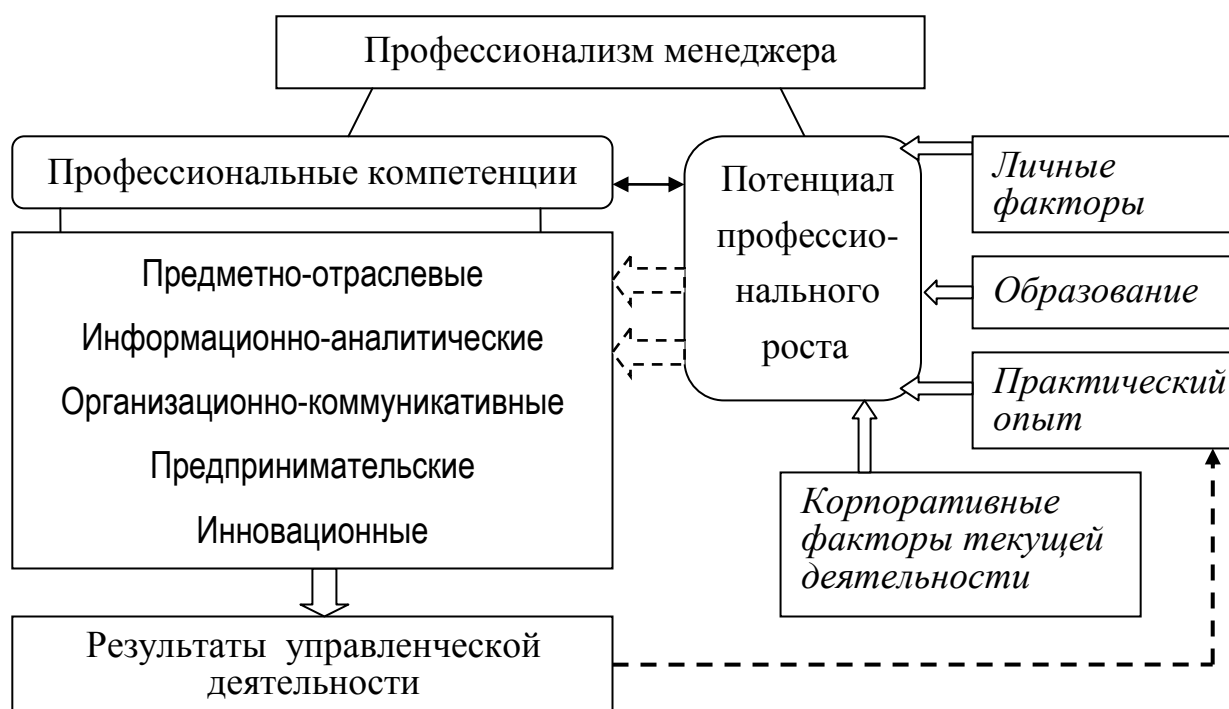 Профессионализм менеджера
Профессиональные компетенции
Предметно-отраслевые
Информационно-аналитические
Организационно-коммуникативные
Предпринимательские
Инновационные
Результаты управленческой
деятельности
Потенциал
профессио-
нального
роста
Личные
факторы
Образование
Практический
опыт
Корпоративные
факторы текущей
деятельности